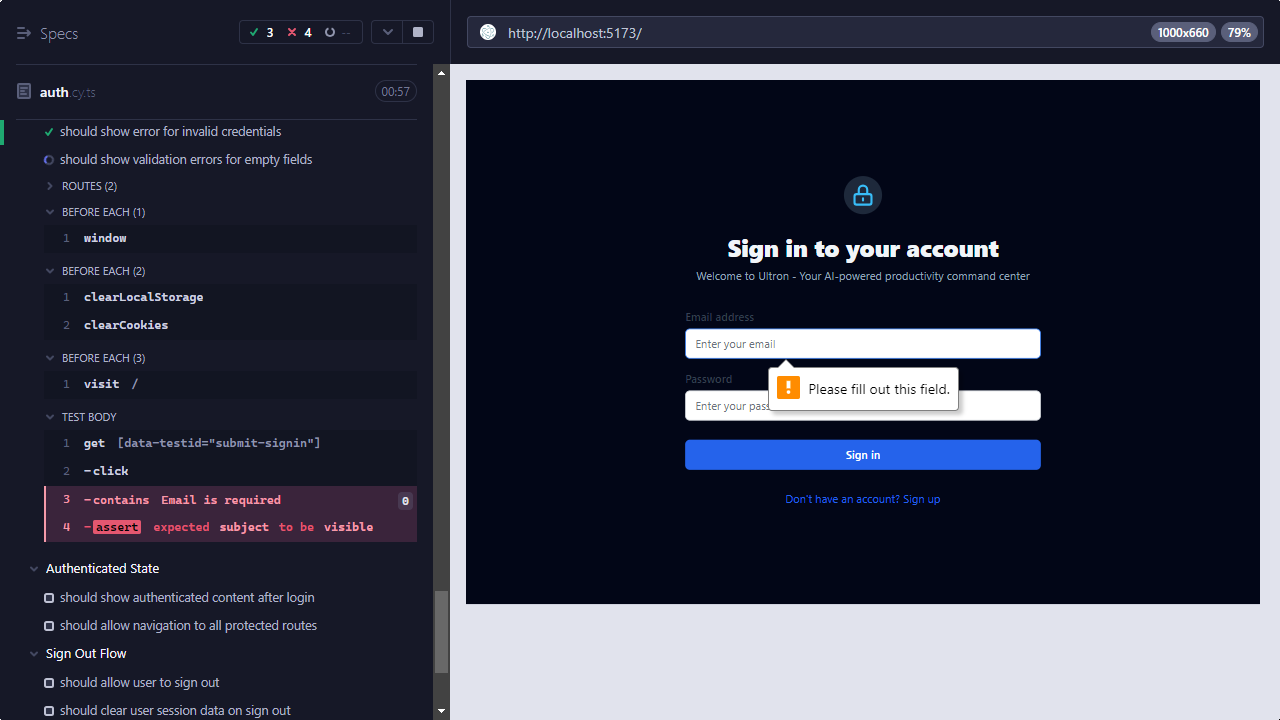 Specs
3 4 --
auth.cy.ts 00:57
should show error for invalid credentials
should show validation errors for empty fields
ROUTES (2)
BEFORE EACH (1)
1 window
BEFORE EACH (2)
1 clearLocalStorage
2 clearCookies
BEFORE EACH (3)
1 visit /
TEST BODY
1 get [data-testid="submit-signin"]
2 -click
3 -contains Email is required 0
4 -assert expected subject to be visible
Authenticated State
should show authenticated content after login
should allow navigation to all protected routes
Sign Out Flow
should allow user to sign out
should clear user session data on sign out
http://localhost:5173/ 1000x660 79%
Sign in to your account
Welcome to Ultron - Your AI-powered productivity command center
Email address
Enter your email
Please fill out this field.
Password
Enter your pas
Sign in
Don't have an account? Sign up